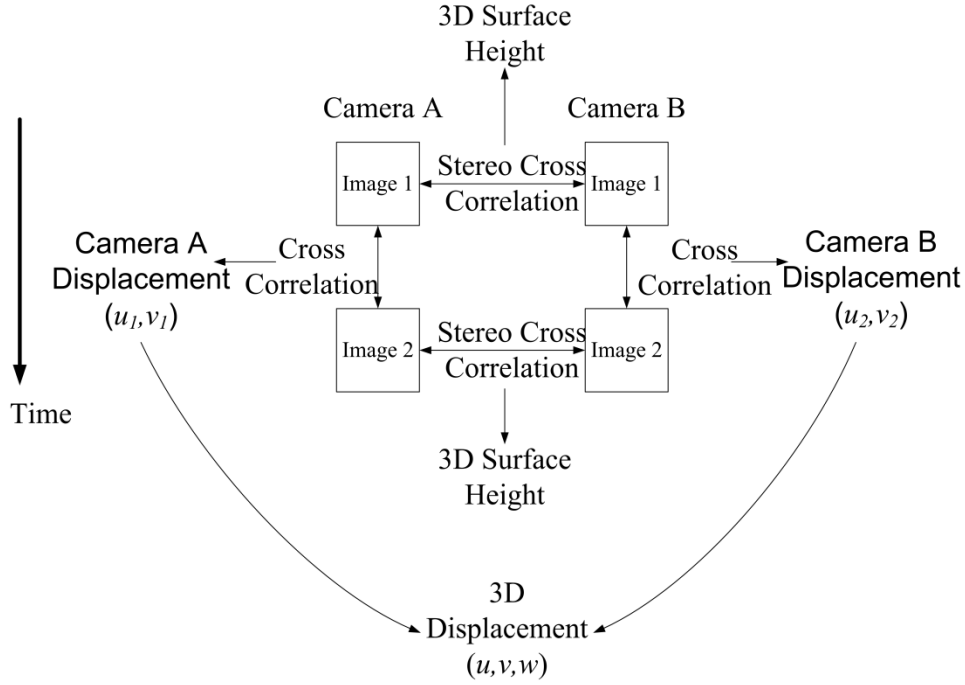 3D Surface
Height
Camera A
Camera B
Image 1
Stereo Cross
Correlation
Image 1
Camera A
Displacement
(u1,v1)
Cross
Correlation
Cross
Correlation
Camera B
Displacement
(u2,v2)
Image 2
Stereo Cross
Correlation
Image 2
Time
3D Surface
Height
3D
Displacement
(u,v,w)